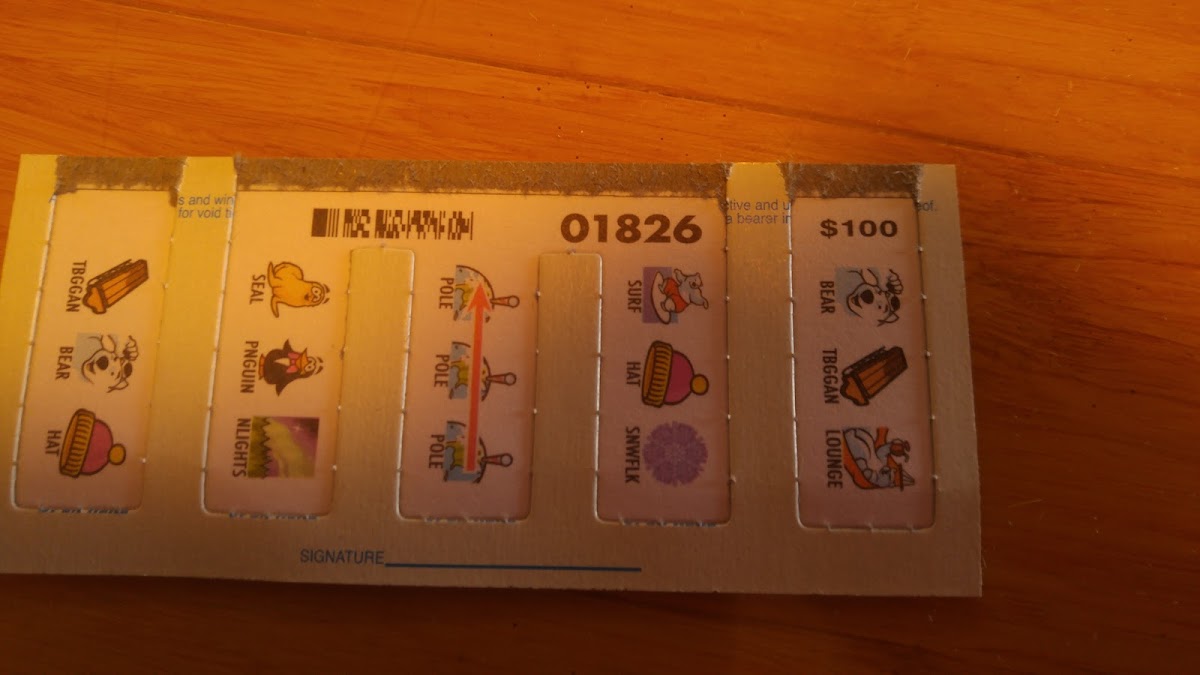 s and win
for void ti
tive and u
of.
a bearer in
01826
$100
TBGGAN
BEAR
HAT
SEAL
PNGUIN
NLIGHTS
POLE
POLE
POLE
SURF
HAT
SNWFLK
BEAR
TBGGAN
LOUNGE
SIGNATURE